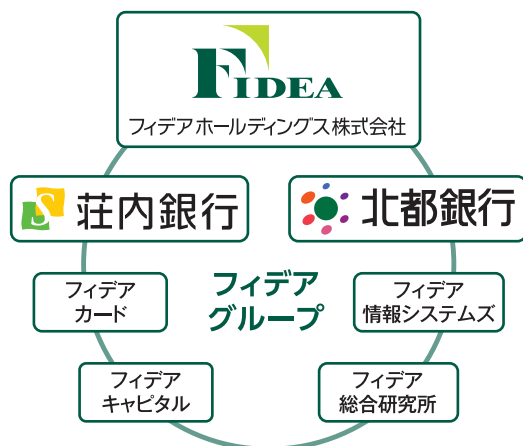 FIDEA
フィデアホールディングス株式会社
S 荘内銀行
北都銀行
フィデア
カード
フィデア
グループ
フィデア
情報システムズ
フィデア
キャピタル
フィデア
総合研究所